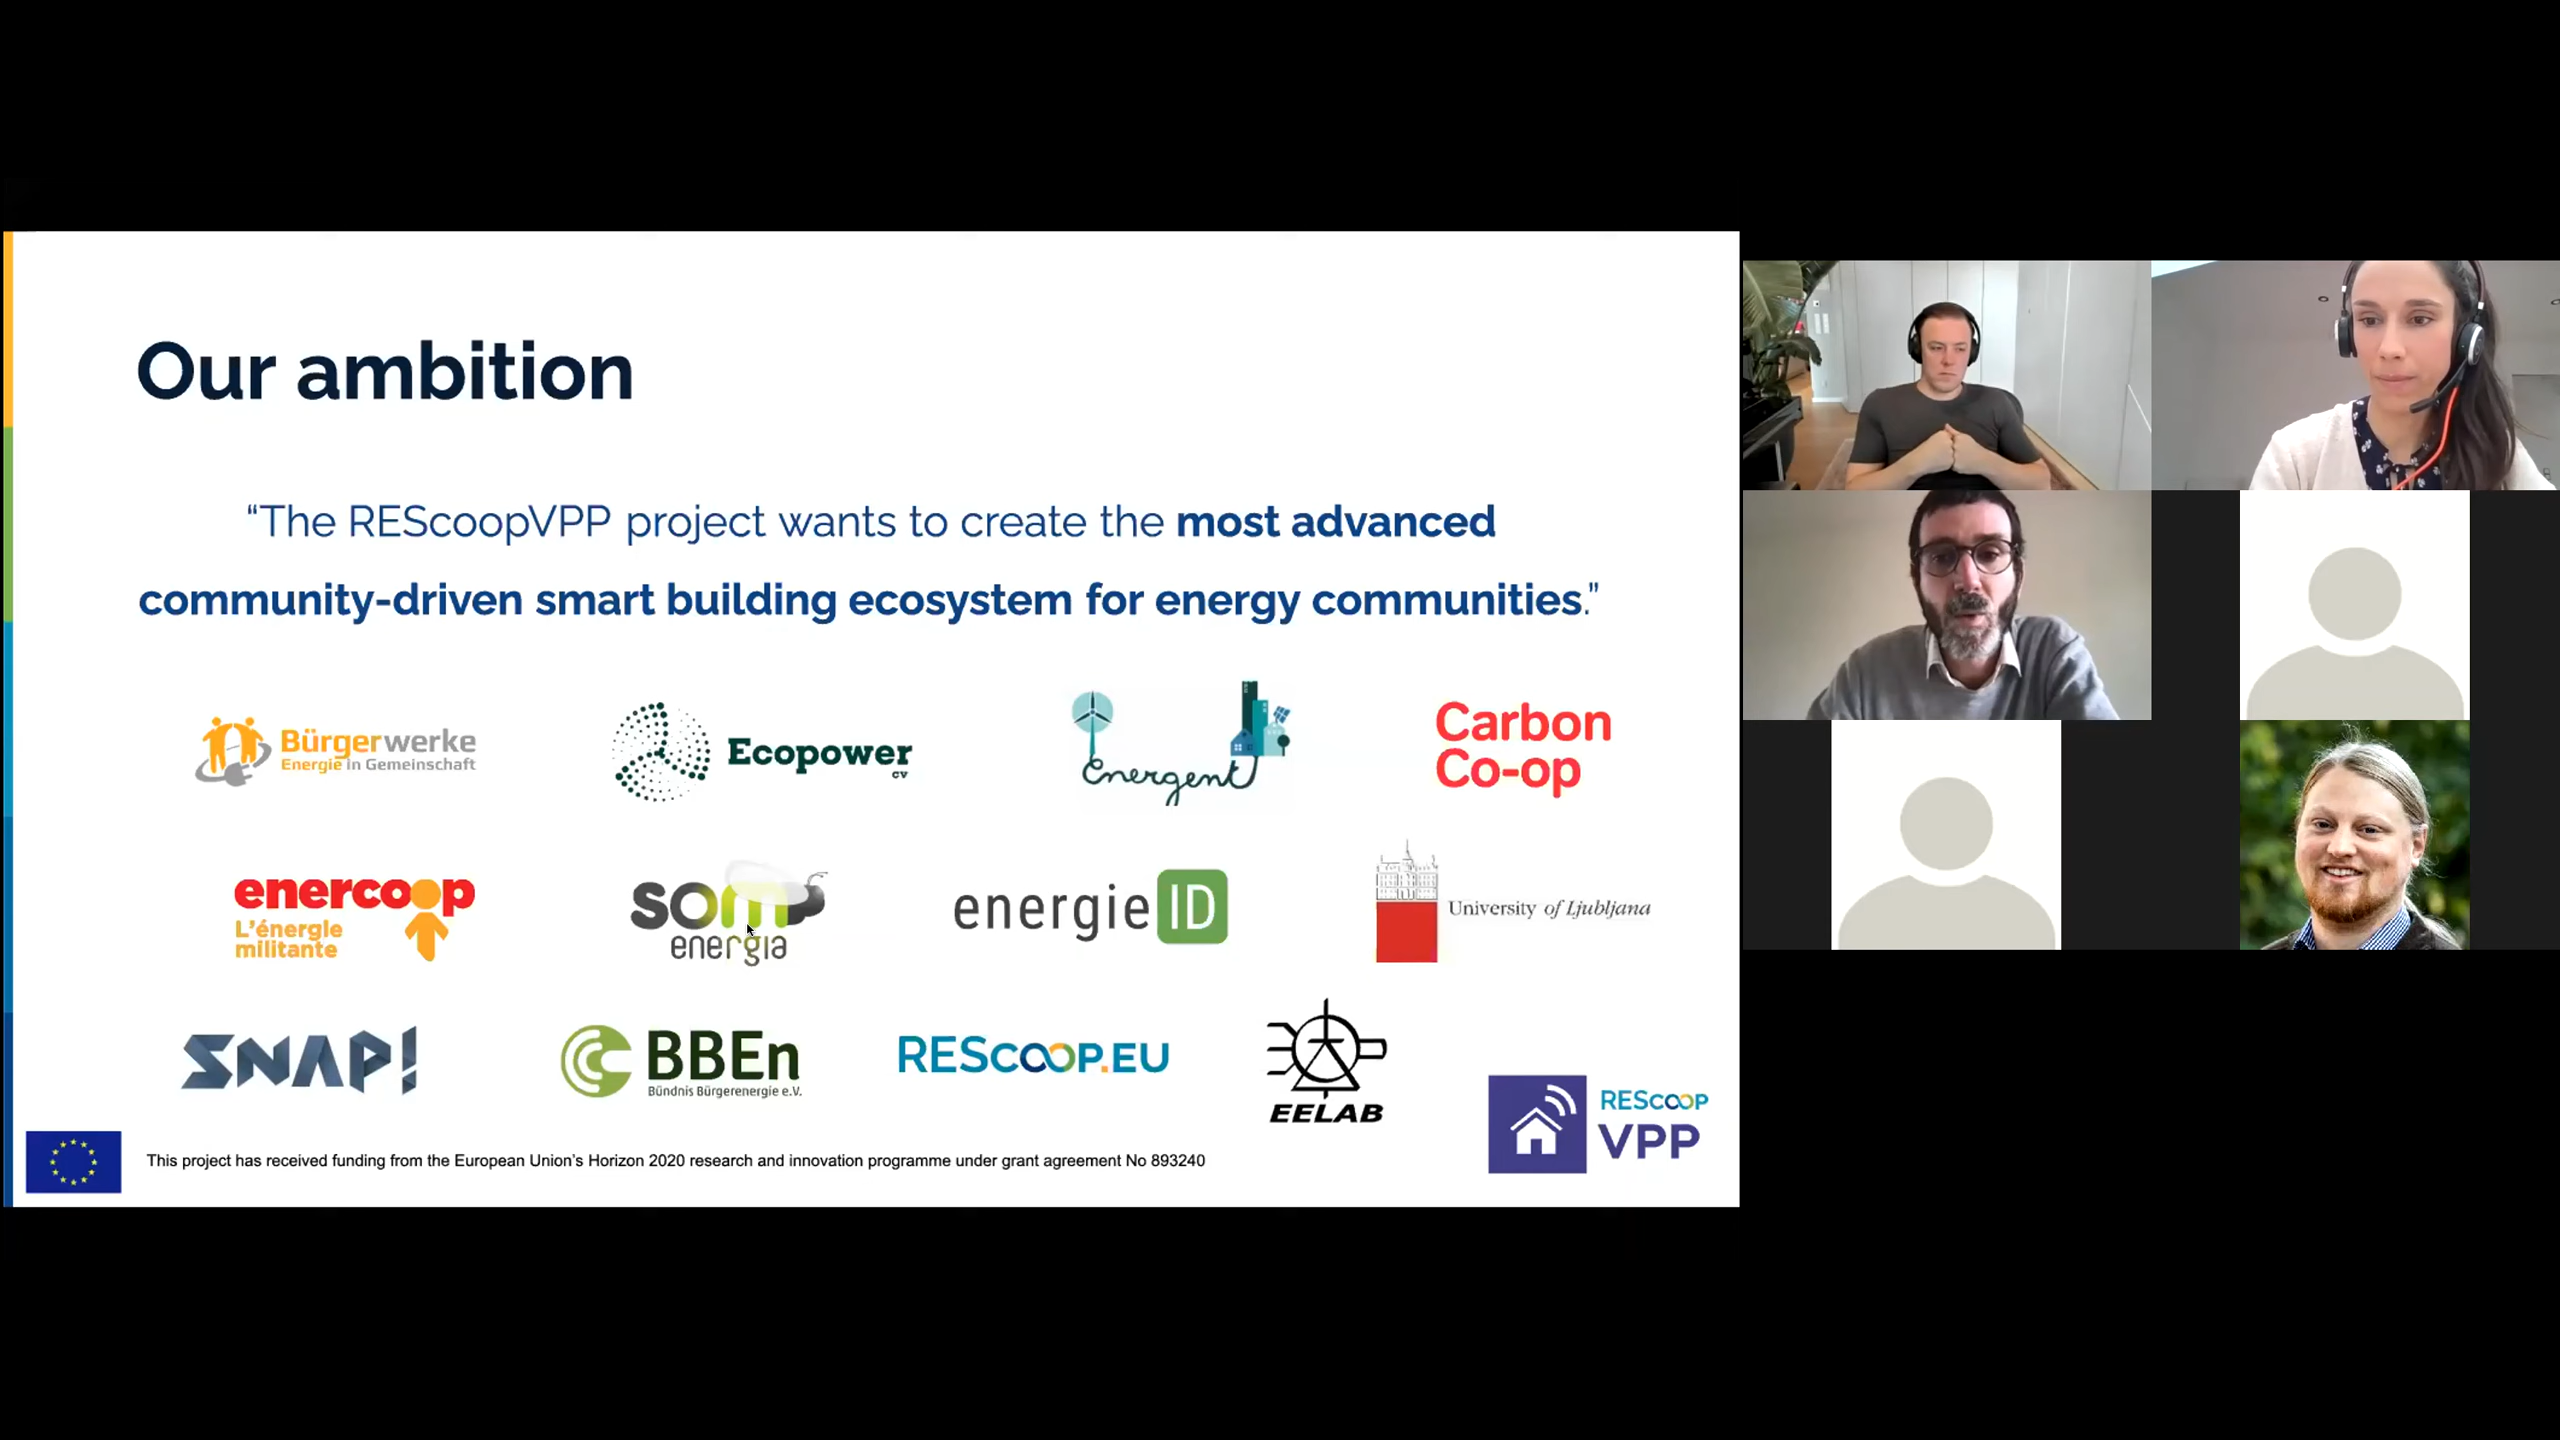 Our ambition
“The REScoopVPP project wants to create the most advanced
community-driven smart building ecosystem for energy communities.”
Bürgerwerke
Energie in Gemeinschaft
Ecopower
cv
Energent
Carbon
Co-op
enercoop
L'énergie
militante
som
energia
energie ID
University of Ljubljana
SNAP!
BBEn
Bündnis Bürgerenergie e.V.
REScoop.EU
EELAB
REScoop
VPP
This project has received funding from the European Union's Horizon 2020 research and innovation programme under grant agreement No 893240